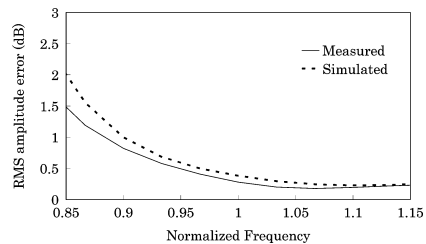 3
2.5
2
1.5
1
0.5
0
RMS amplitude error (dB)
Measured
Simulated
0.85 0.9 0.95 1 1.05 1.1 1.15
Normalized Frequency